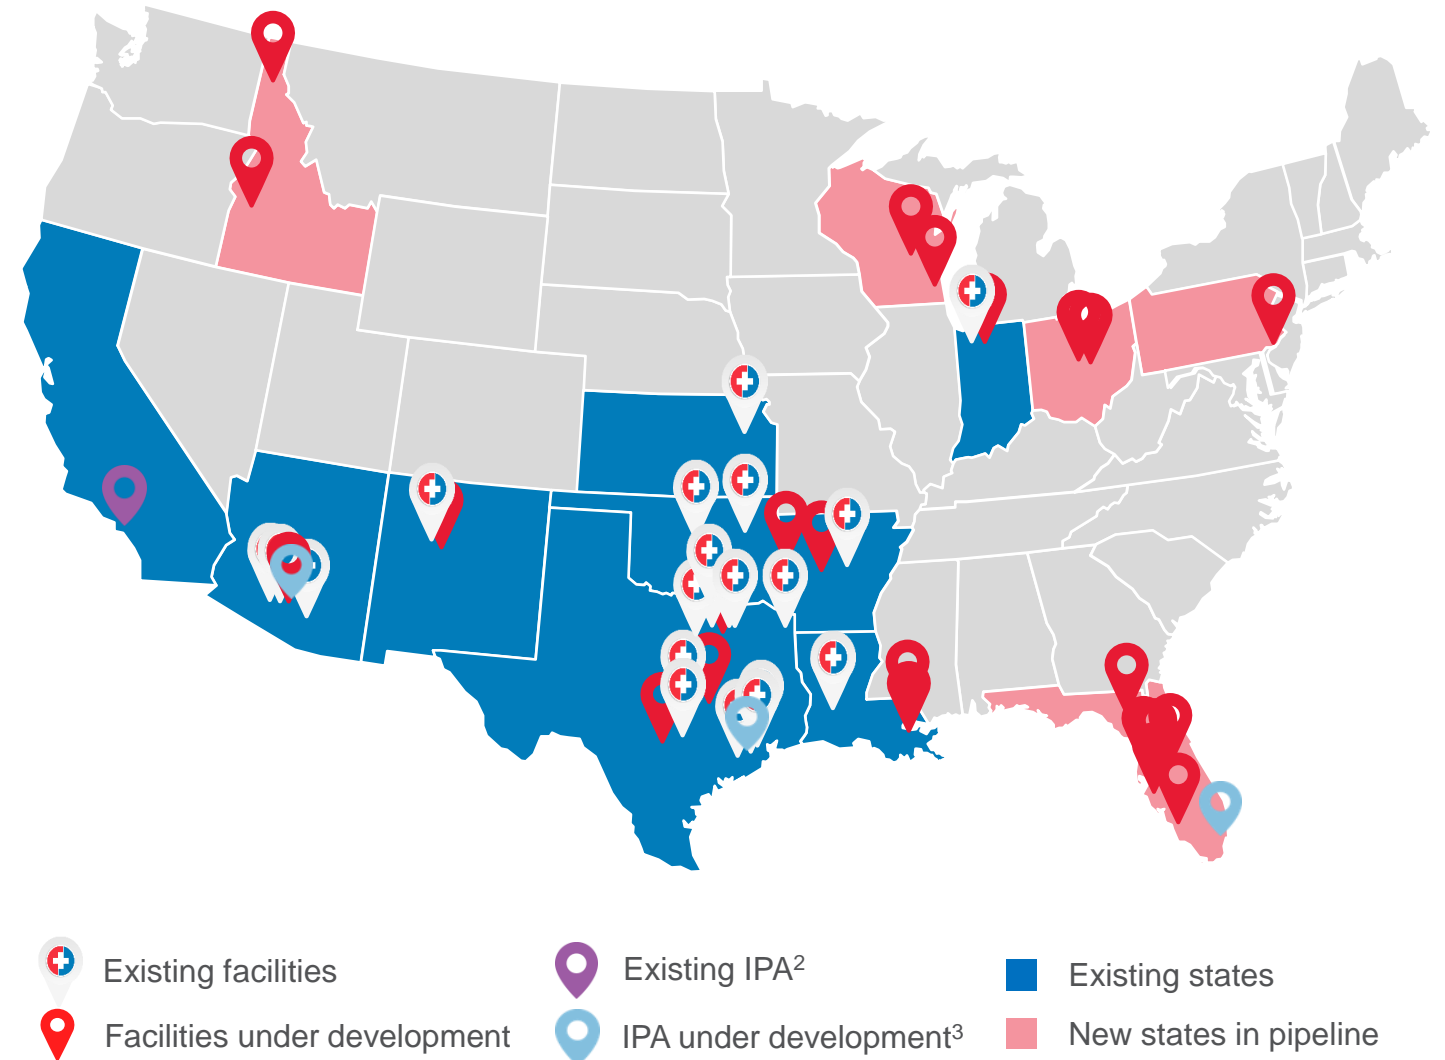 Existing facilities
Existing IPA²
Existing states
Facilities under development
IPA under development³
New states in pipeline